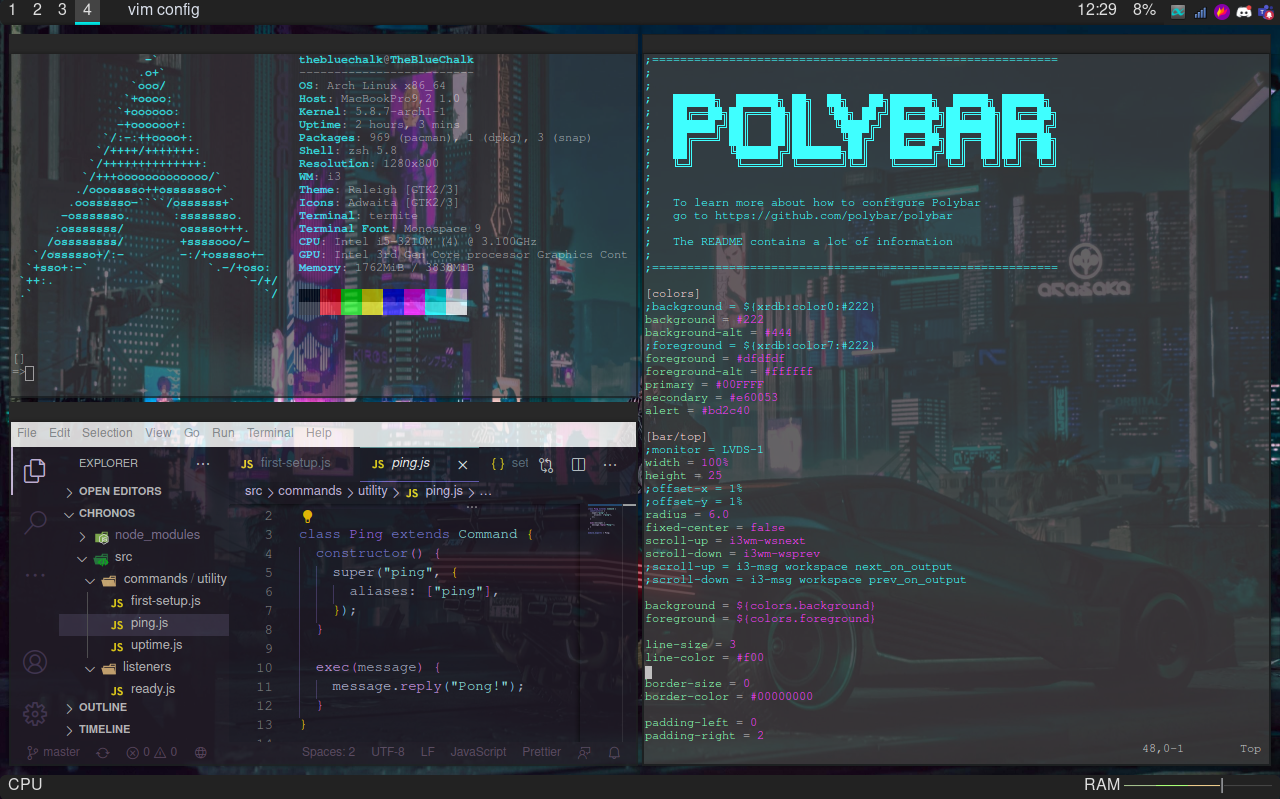 1 2 3 4 vim config 12:29 8%
thebluechalk@TheBlueChalk
-------------------------
OS: Arch Linux x86_64
Host: MacBookPro9,2 1.0
Kernel: 5.8.7-arch1-1
Uptime: 2 hours, 3 mins
Packages: 969 (pacman), 1 (dpkg), 3 (snap)
Shell: zsh 5.8
Resolution: 1280x800
WM: i3
Theme: Raleigh [GTK2/3]
Icons: Adwaita [GTK2/3]
Terminal: termite
Terminal Font: Monospace 9
CPU: Intel i5-3210M (4) @ 3.100GHz
GPU: Intel 3rd Gen Core processor Graphics Cont
Memory: 1762MiB / 3838MiB
[]
=>
File Edit Selection View Go Run Terminal Help
EXPLORER ...
OPEN EDITORS
CHRONOS
node_modules
src
commands / utility
first-setup.js
ping.js
uptime.js
listeners
ready.js
OUTLINE
TIMELINE
JS first-setup.js JS ping.js {} set
src > commands > utility > JS ping.js > ...
2
3 class Ping extends Command {
4 constructor() {
5 super("ping", {
6 aliases: ["ping"],
7 });
8 }
9
10 exec(message) {
11 message.reply("Pong!");
12 }
13 }
master 0 0 Spaces: 2 UTF-8 LF JavaScript Prettier
;==========================================================
;
;
; POLYBAR
;
;
; To learn more about how to configure Polybar
; go to https://github.com/polybar/polybar
;
; The README contains a lot of information
;
;==========================================================
[colors]
;background = ${xrdb:color0:#222}
background = #222
background-alt = #444
;foreground = ${xrdb:color7:#222}
foreground = #dfdfdf
foreground-alt = #ffffff
primary = #00FFFF
secondary = #e60053
alert = #bd2c40
[bar/top]
;monitor = LVDS-1
width = 100%
height = 25
;offset-x = 1%
;offset-y = 1%
radius = 6.0
fixed-center = false
scroll-up = i3wm-wsnext
scroll-down = i3wm-wsprev
;scroll-up = i3-msg workspace next_on_output
;scroll-down = i3-msg workspace prev_on_output
background = ${colors.background}
foreground = ${colors.foreground}
line-size = 3
line-color = #f00
border-size = 0
border-color = #00000000
padding-left = 0
padding-right = 2
48,0-1 Top
arasaka
CPU RAM